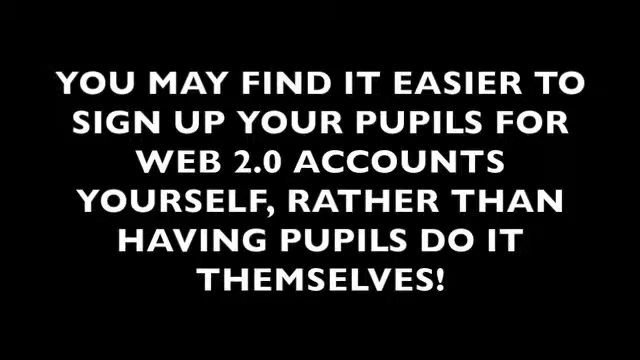 YOU MAY FIND IT EASIER TO
SIGN UP YOUR PUPILS FOR
WEB 2.0 ACCOUNTS
YOURSELF, RATHER THAN
HAVING PUPILS DO IT
THEMSELVES!